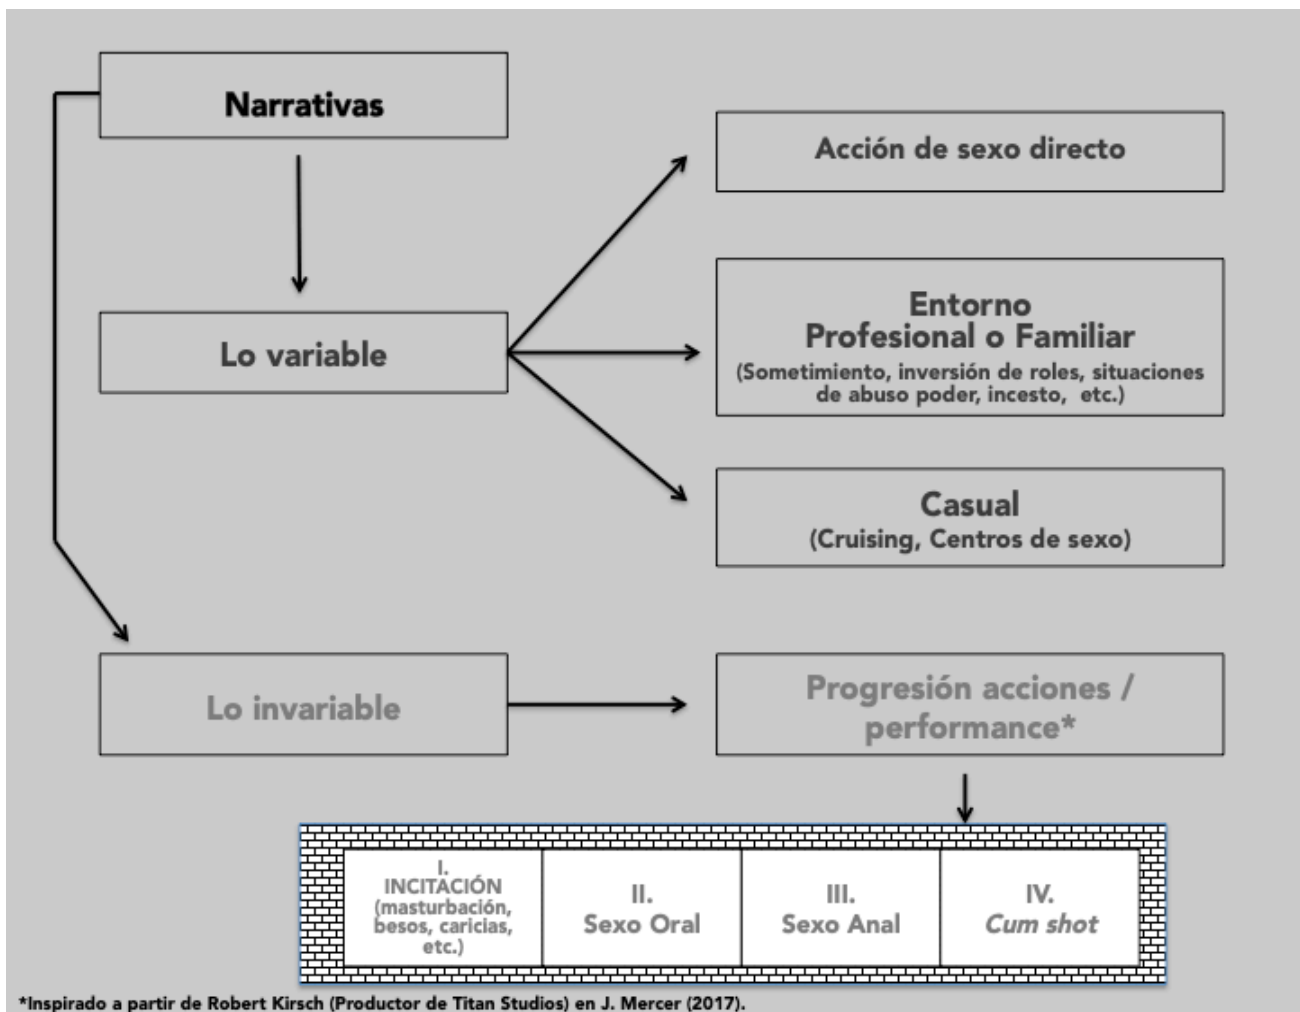 Narrativas
Acción de sexo directo
Lo variable
Entorno
Profesional o Familiar
(Sometimiento, inversión de roles, situaciones
de abuso poder, incesto, etc.)
Casual
(Cruising, Centros de sexo)
Lo invariable
Progresión acciones /
performance*
I.
INCITACIÓN
(masturbación,
besos, caricias,
etc.)
II.
Sexo Oral
III.
Sexo Anal
IV.
Cum shot
*Inspirado a partir de Robert Kirsch (Productor de Titan Studios) en J. Mercer (2017).